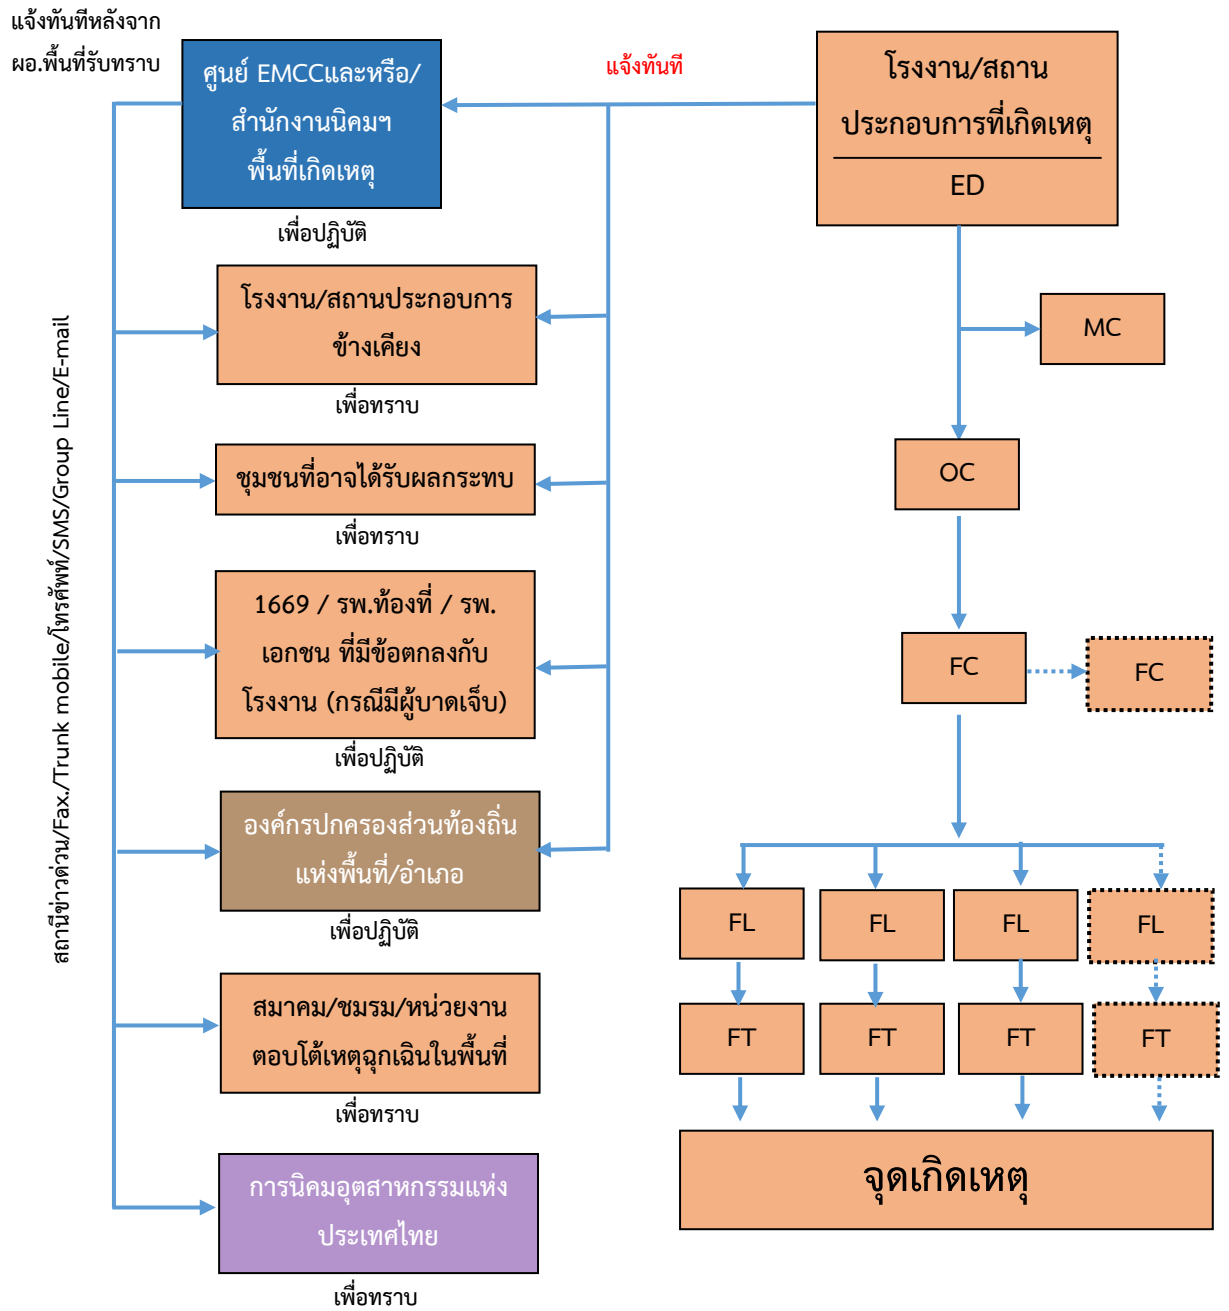 แจ้งทันทีหลังจาก
ผอ.พื้นที่รับทราบ
ศูนย์ EMCCและหรือ/
สำนักงานนิคมฯ
พื้นที่เกิดเหตุ
เพื่อปฏิบัติ
แจ้งทันที
โรงงาน/สถาน
ประกอบการที่เกิดเหตุ
ED
โรงงาน/สถานประกอบการ
ข้างเคียง
เพื่อทราบ
MC
ชุมชนที่อาจได้รับผลกระทบ
เพื่อทราบ
OC
1669 / รพ.ท้องที่ / รพ.
เอกชน ที่มีข้อตกลงกับ
โรงงาน (กรณีมีผู้บาดเจ็บ)
เพื่อปฏิบัติ
FC
FC
สถานีข่าวด่วน/Fax./Trunk mobile/โทรศัพท์/SMS/Group Line/E-mail
องค์กรปกครองส่วนท้องถิ่น
แห่งพื้นที่/อำเภอ
เพื่อปฏิบัติ
FL
FL
FL
FL
สมาคม/ชมรม/หน่วยงาน
ตอบโต้เหตุฉุกเฉินในพื้นที่
เพื่อทราบ
FT
FT
FT
FT
จุดเกิดเหตุ
การนิคมอุตสาหกรรมแห่ง
ประเทศไทย
เพื่อทราบ